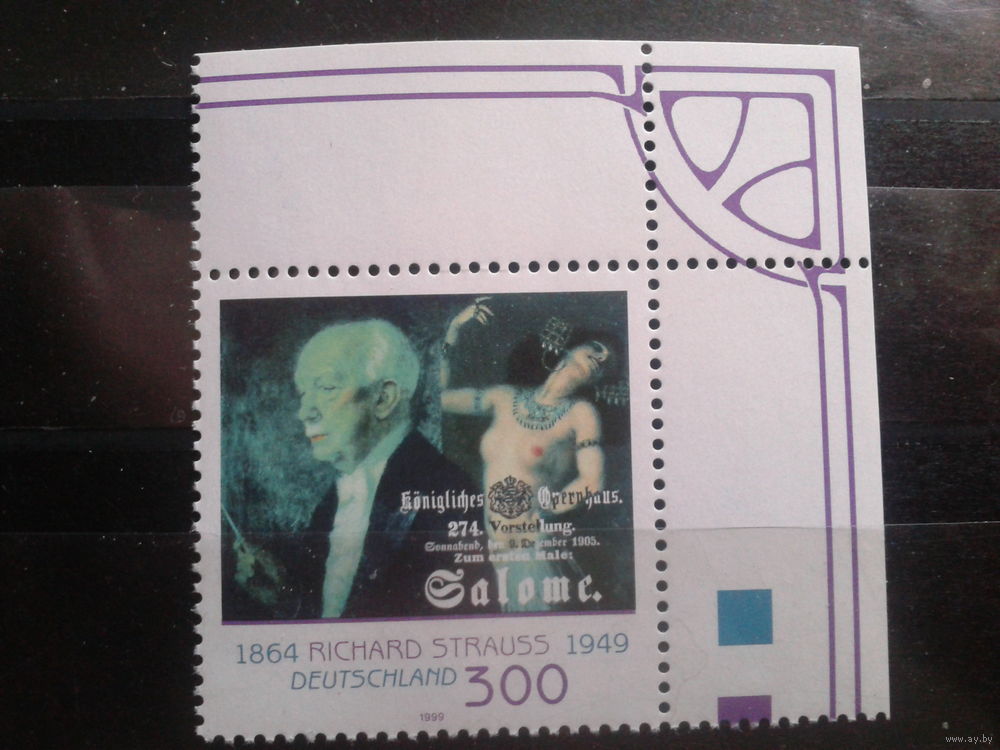 Königliches Opernhaus.
274. Vorstellung.
Sonnabend, den 9. Dezember 1905.
Zum ersten Male:
Salome.
1864 RICHARD STRAUSS 1949
DEUTSCHLAND 300
1999
www.ay.by